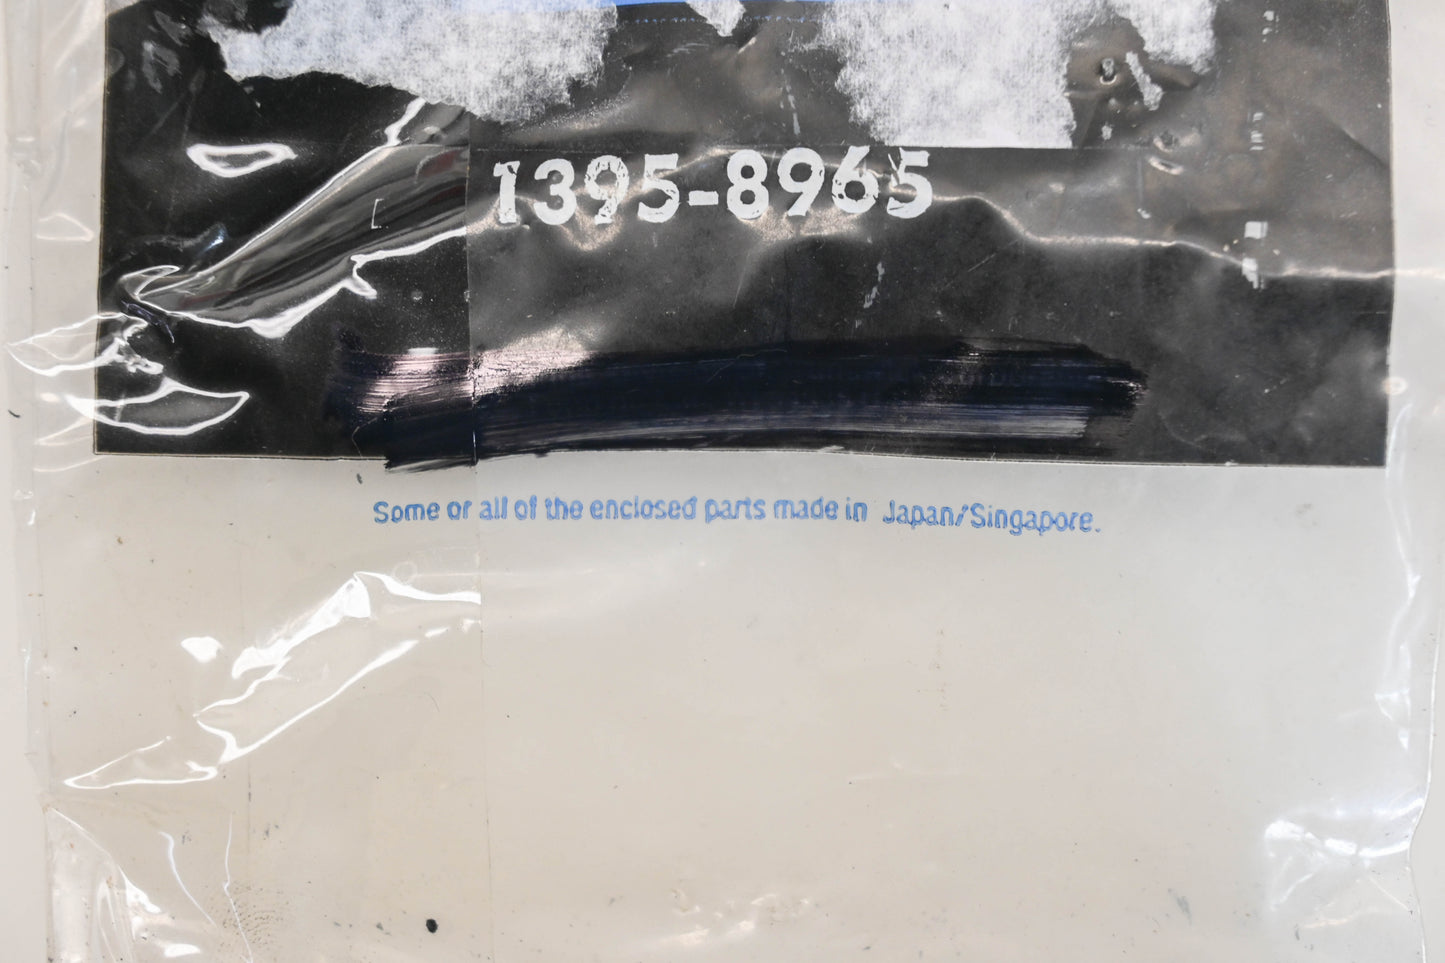 1395-8965
Some or all of the enclosed parts made in Japan/Singapore.